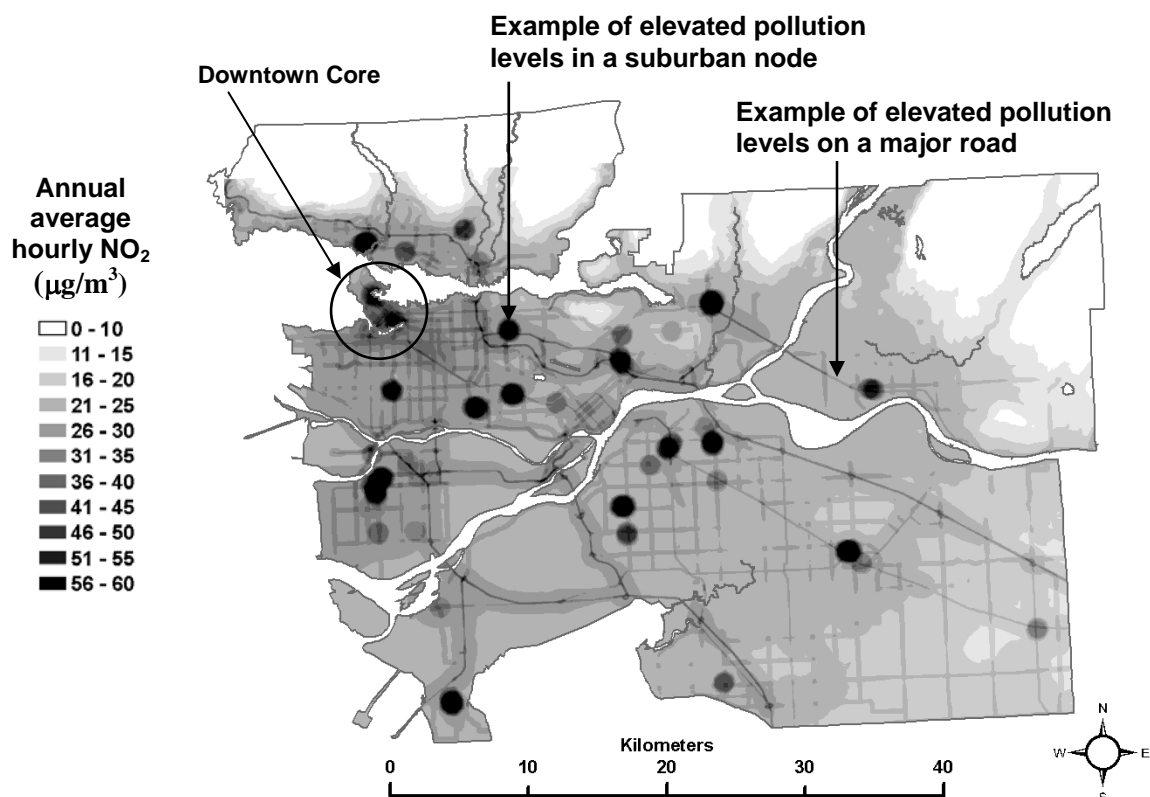 Example of elevated pollution
levels in a suburban node
Downtown Core
Example of elevated pollution
levels on a major road
Annual
average
hourly NO₂
(μg/m³)
0 - 10
11 - 15
16 - 20
21 - 25
26 - 30
31 - 35
36 - 40
41 - 45
46 - 50
51 - 55
56 - 60
N
W E
S
Kilometers
0 10 20 30 40